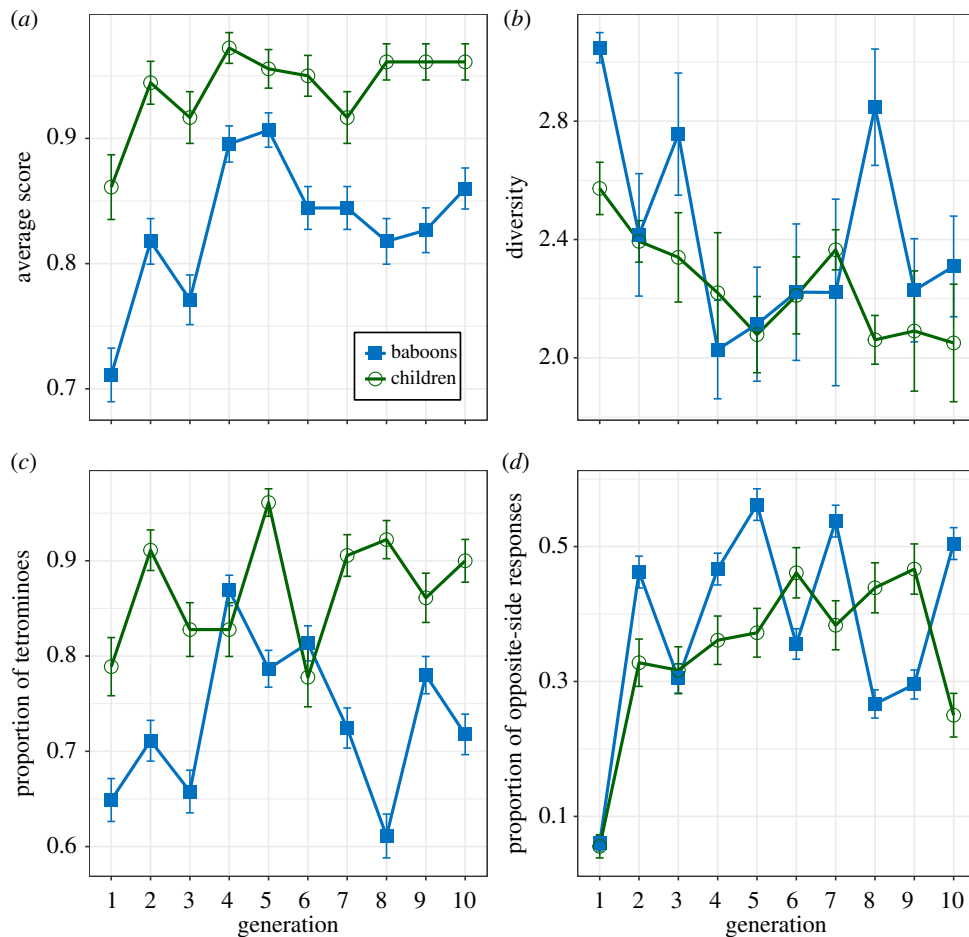 (a)
average score
0.9
0.8
0.7
baboons
children
(b)
diversity
2.8
2.4
2.0
(c)
proportion of tetrominoes
0.9
0.8
0.7
0.6
1 2 3 4 5 6 7 8 9 10
generation
(d)
proportion of opposite-side responses
0.5
0.3
0.1
1 2 3 4 5 6 7 8 9 10
generation